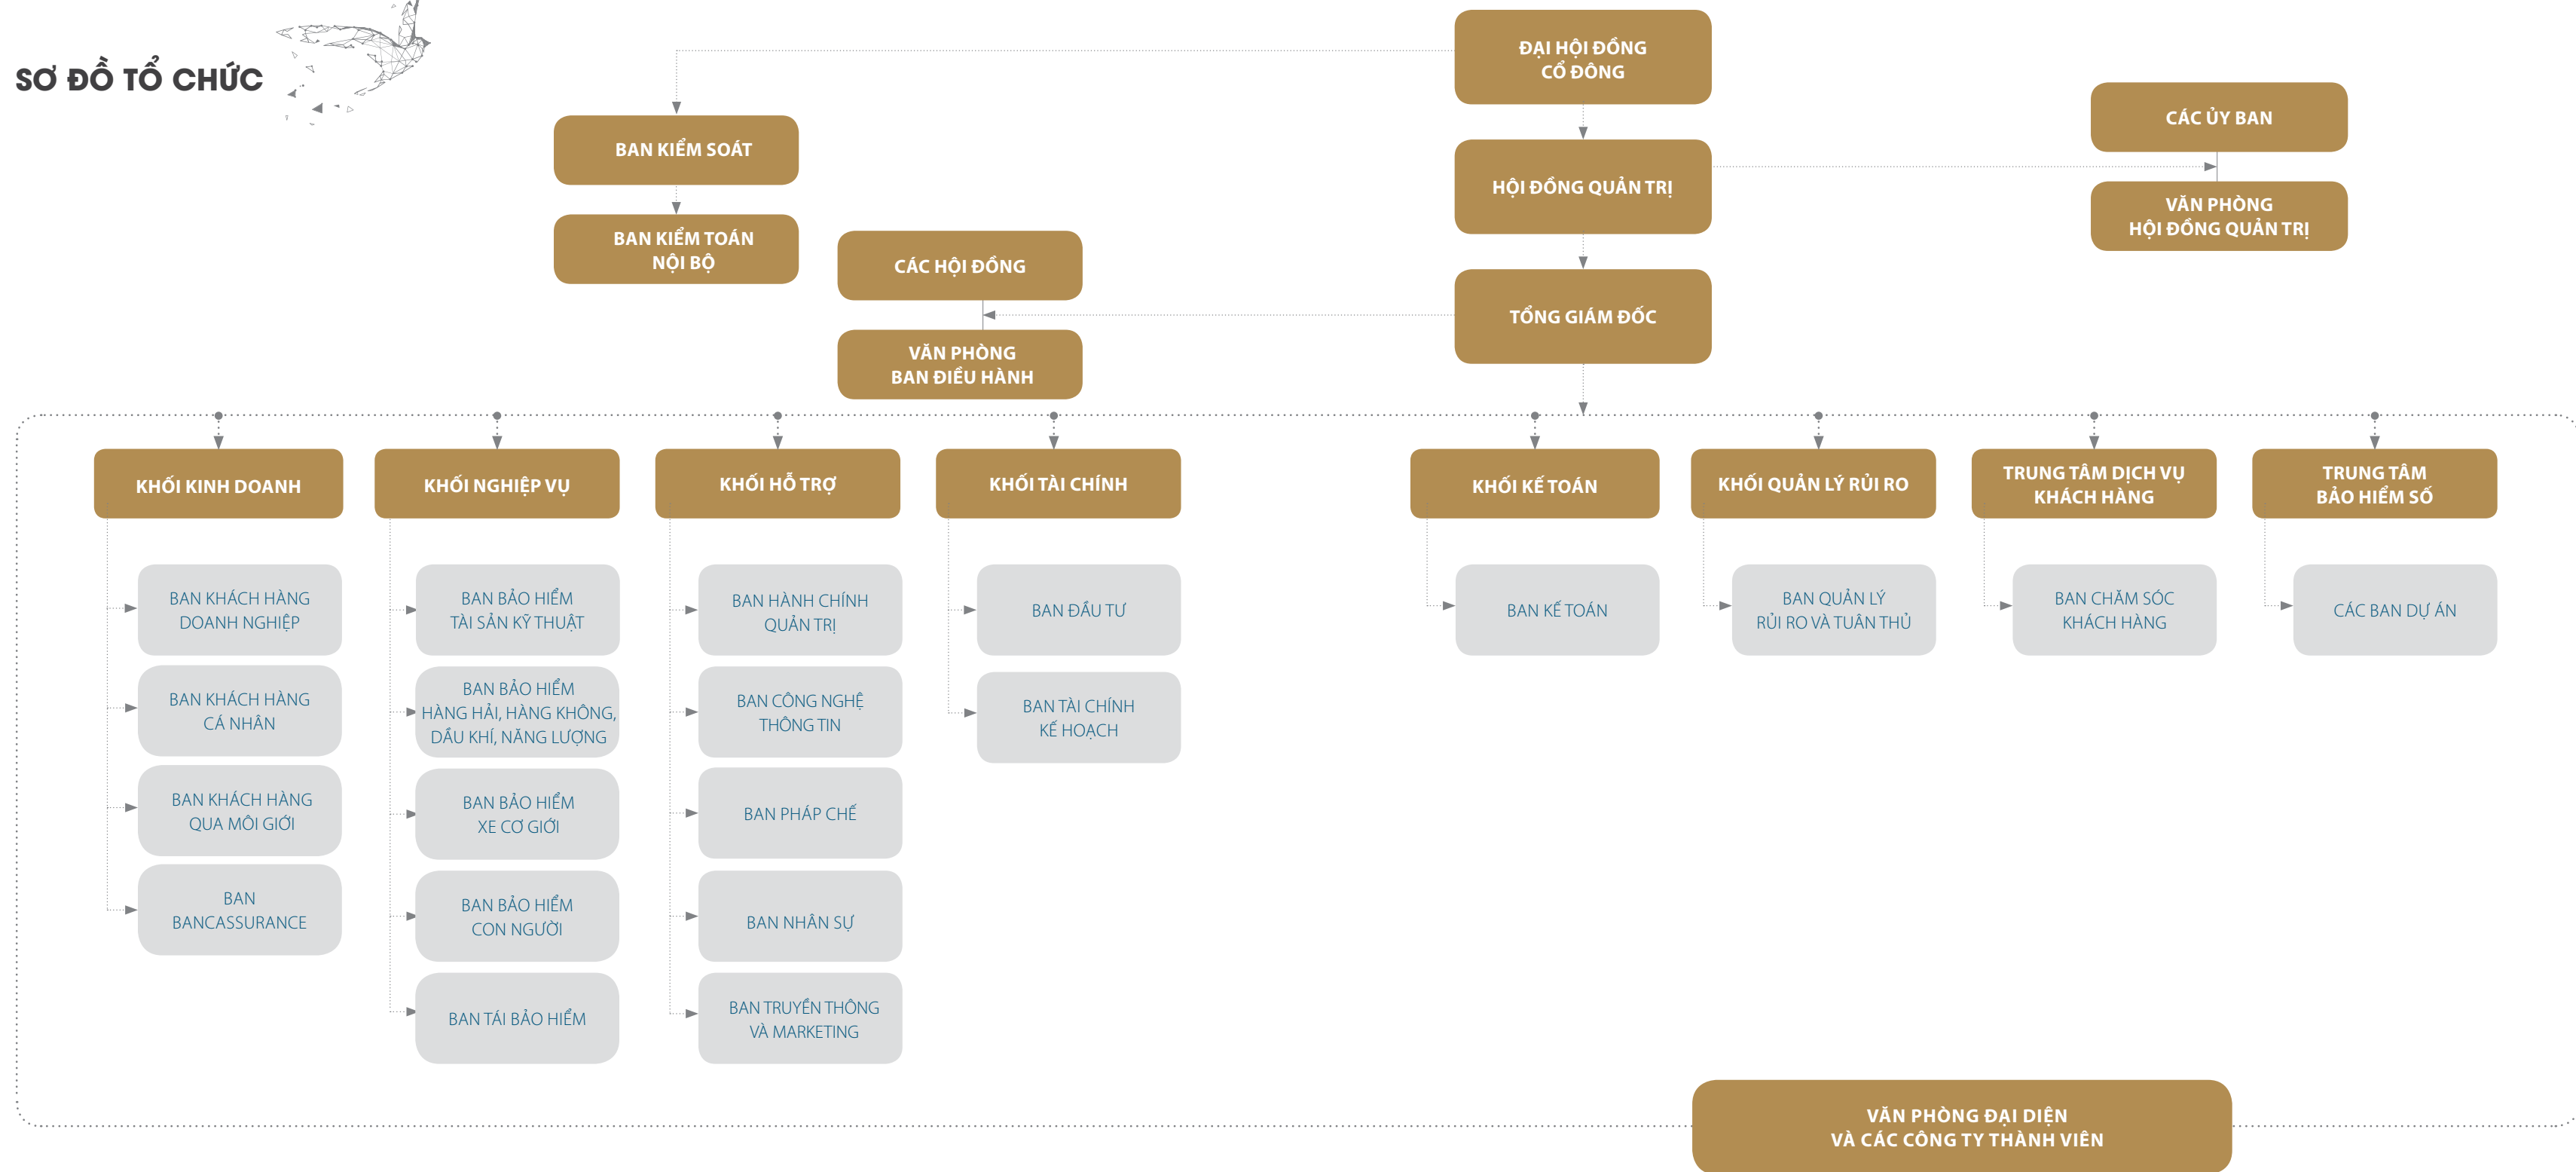 SƠ ĐỒ TỔ CHỨC
ĐẠI HỘI ĐỒNG
CỔ ĐÔNG
CÁC ỦY BAN
BAN KIỂM SOÁT
HỘI ĐỒNG QUẢN TRỊ
VĂN PHÒNG
HỘI ĐỒNG QUẢN TRỊ
BAN KIỂM TOÁN
NỘI BỘ
CÁC HỘI ĐỒNG
TỔNG GIÁM ĐỐC
VĂN PHÒNG
BAN ĐIỀU HÀNH
KHỐI KINH DOANH
BAN KHÁCH HÀNG
DOANH NGHIỆP
BAN KHÁCH HÀNG
CÁ NHÂN
BAN KHÁCH HÀNG
QUA MÔI GIỚI
BAN
BANCASSURANCE
KHỐI NGHIỆP VỤ
BAN BẢO HIỂM
TÀI SẢN KỸ THUẬT
BAN BẢO HIỂM
HÀNG HẢI, HÀNG KHÔNG,
DẦU KHÍ, NĂNG LƯỢNG
BAN BẢO HIỂM
XE CƠ GIỚI
BAN BẢO HIỂM
CON NGƯỜI
BAN TÁI BẢO HIỂM
KHỐI HỖ TRỢ
BAN HÀNH CHÍNH
QUẢN TRỊ
BAN CÔNG NGHỆ
THÔNG TIN
BAN PHÁP CHẾ
BAN NHÂN SỰ
BAN TRUYỀN THÔNG
VÀ MARKETING
KHỐI TÀI CHÍNH
BAN ĐẦU TƯ
BAN TÀI CHÍNH
KẾ HOẠCH
KHỐI KẾ TOÁN
BAN KẾ TOÁN
KHỐI QUẢN LÝ RỦI RO
BAN QUẢN LÝ
RỦI RO VÀ TUÂN THỦ
TRUNG TÂM DỊCH VỤ
KHÁCH HÀNG
BAN CHĂM SÓC
KHÁCH HÀNG
TRUNG TÂM
BẢO HIỂM SỐ
CÁC BAN DỰ ÁN
VĂN PHÒNG ĐẠI DIỆN
VÀ CÁC CÔNG TY THÀNH VIÊN